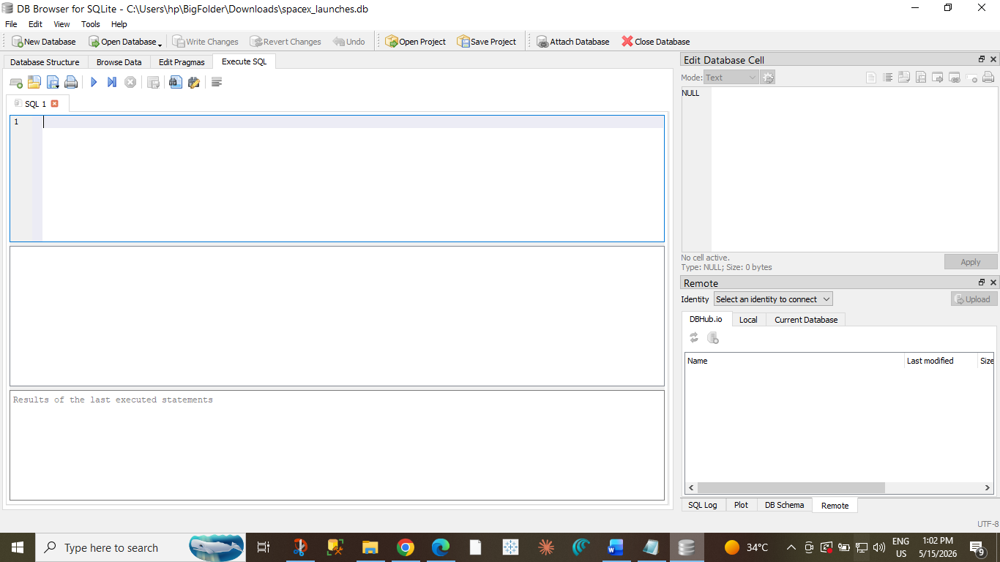 DB Browser for SQLite - C:\Users\hp\BigFolder\Downloads\spacex_launches.db
File Edit View Tools Help
New Database Open Database Write Changes Revert Changes Undo Open Project Save Project Attach Database Close Database
Database Structure Browse Data Edit Pragmas Execute SQL
SQL 1
1
Results of the last executed statements
Edit Database Cell
Mode: Text
NULL
No cell active.
Type: NULL; Size: 0 bytes
Apply
Remote
Identity Select an identity to connect Upload
DBHub.io Local Current Database
Name Last modified Size
SQL Log Plot DB Schema Remote
UTF-8
Type here to search
34°C
ENG
US
1:02 PM
5/15/2026
9